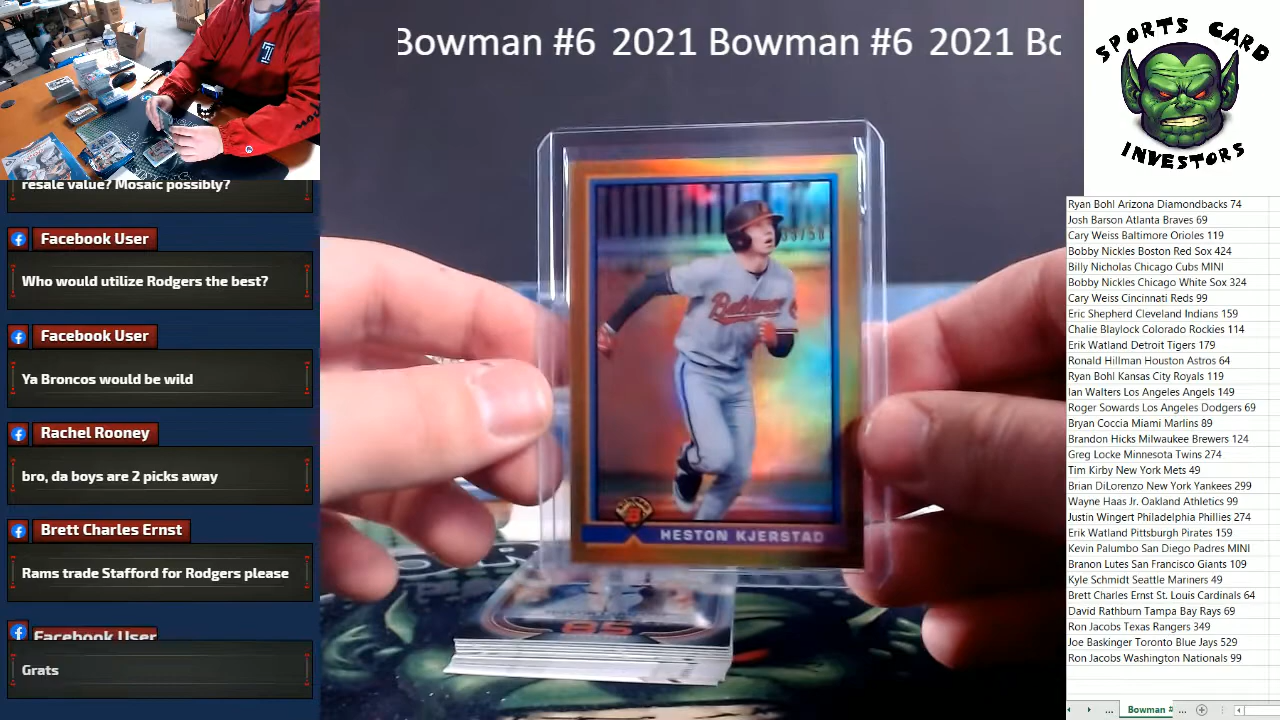 Bowman #6 2021 Bowman #6 2021 Bo
SPORTS CARD
INVESTORS
resale value? Mosaic possibly?
Facebook User
Who would utilize Rodgers the best?
Facebook User
Ya Broncos would be wild
Rachel Rooney
bro, da boys are 2 picks away
Brett Charles Ernst
Rams trade Stafford for Rodgers please
Facebook User
Grats
HESTON KJERSTAD
85
Ryan Bohl Arizona Diamondbacks 74
Josh Barson Atlanta Braves 69
Cary Weiss Baltimore Orioles 119
Bobby Nickles Boston Red Sox 424
Billy Nicholas Chicago Cubs MINI
Bobby Nickles Chicago White Sox 324
Cary Weiss Cincinnati Reds 99
Eric Shepherd Cleveland Indians 159
Chalie Blaylock Colorado Rockies 114
Erik Watland Detroit Tigers 179
Ronald Hillman Houston Astros 64
Ryan Bohl Kansas City Royals 119
Ian Walters Los Angeles Angels 149
Roger Sowards Los Angeles Dodgers 69
Bryan Coccia Miami Marlins 89
Brandon Hicks Milwaukee Brewers 124
Greg Locke Minnesota Twins 274
Tim Kirby New York Mets 49
Brian DiLorenzo New York Yankees 299
Wayne Haas Jr. Oakland Athletics 99
Justin Wingert Philadelphia Phillies 274
Erik Watland Pittsburgh Pirates 159
Kevin Palumbo San Diego Padres MINI
Branon Lutes San Francisco Giants 109
Kyle Schmidt Seattle Mariners 49
Brett Charles Ernst St. Louis Cardinals 64
David Rathburn Tampa Bay Rays 69
Ron Jacobs Texas Rangers 349
Joe Baskinger Toronto Blue Jays 529
Ron Jacobs Washington Nationals 99
... Bowman # ...